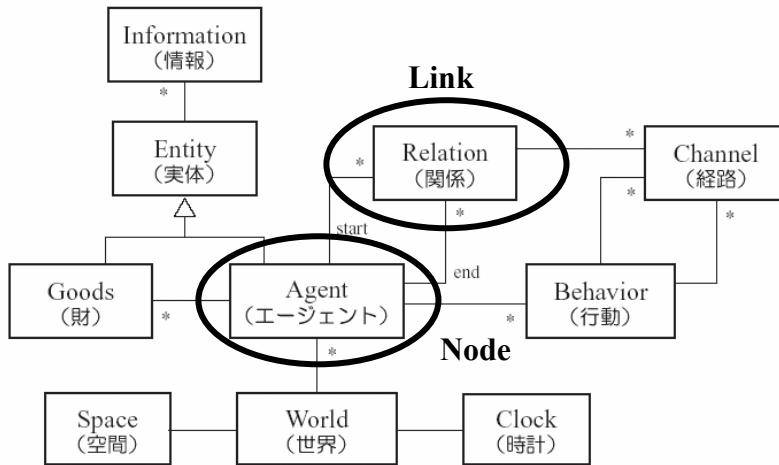 Information
（情報）
*
Link
Entity
（実体）
*
Relation
（関係）
*
*
Channel
（経路）
*
*
start
end
Goods
（財）
*
Agent
（エージェント）
Behavior
（行動）
*
Node
*
Space
（空間）
World
（世界）
Clock
（時計）